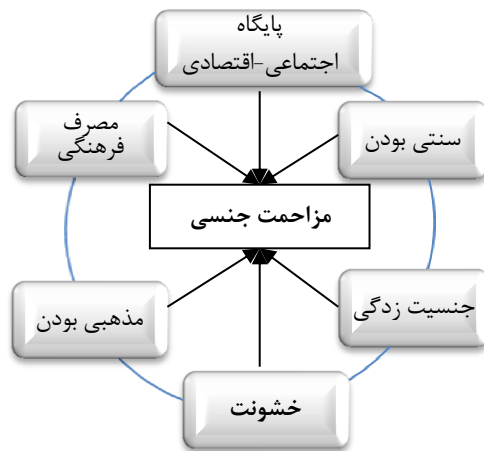 پایگاه
اجتماعی-اقتصادی
سنتی بودن
مصرف
فرهنگی
مزاحمت جنسی
جنسیت زدگی
مذهبی بودن
خشونت